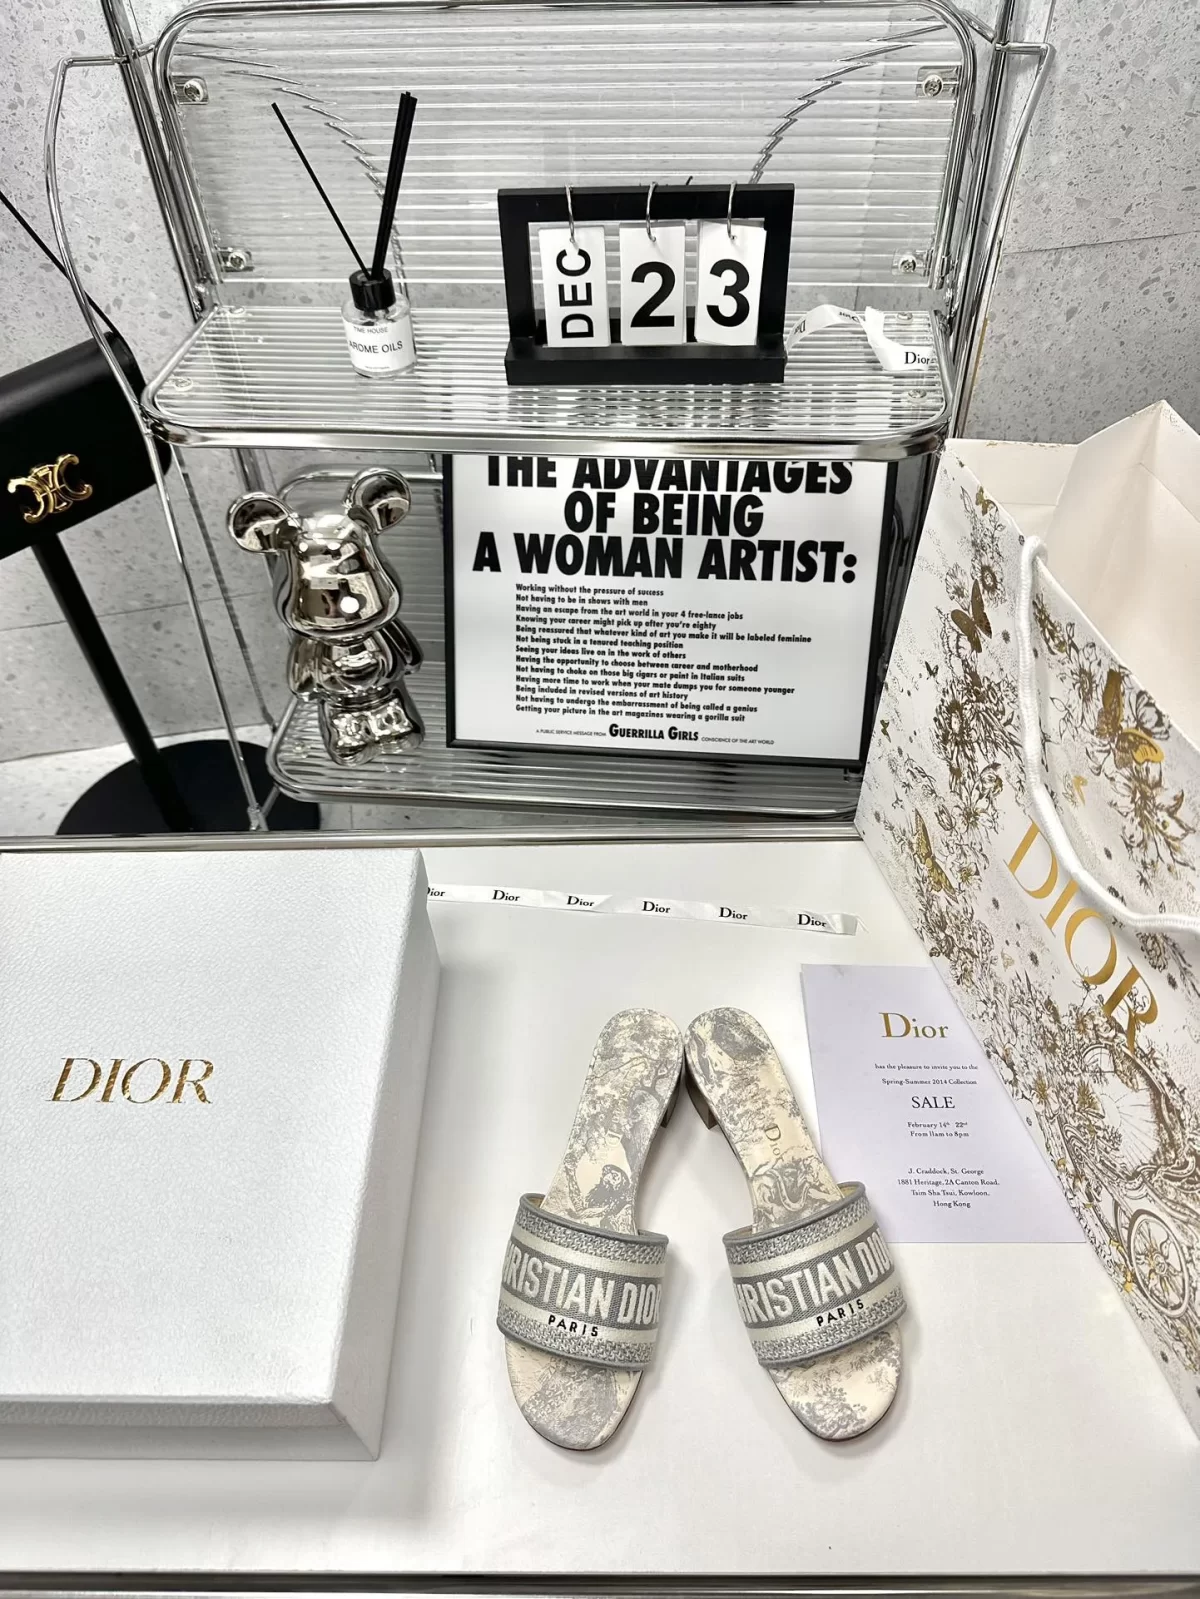 DEC 23
TIME HOUSE
AROME OILS
Dior
THE ADVANTAGES
OF BEING
A WOMAN ARTIST:
Working without the pressure of success
Not having to be in shows with men
Having an escape from the art world in your 4 free-lance jobs
Knowing your career might pick up after you're eighty
Being reassured that whatever kind of art you make it will be labeled feminine
Not being stuck in a tenured teaching position
Seeing your ideas live on in the work of others
Having the opportunity to choose between career and motherhood
Not having to choke on those big cigars or paint in Italian suits
Having more time to work when your mate dumps you for someone younger
Being included in revised versions of art history
Not having to undergo the embarrassment of being called a genius
Getting your picture in the art magazines wearing a gorilla suit
A PUBLIC SERVICE MESSAGE FROM GUERRILLA GIRLS CONSCIENCE OF THE ART WORLD
DIOR
Dior Dior Dior Dior Dior Dior
DIOR
Dior
has the pleasure to invite you to the
Spring-Summer 2014 Collection
SALE
February 14th 22nd
From 11am to 8pm
J. Craddock, St. George
1881 Heritage, 2A Canton Road,
Tsim Sha Tsui, Kowloon,
Hong Kong
Dior
CHRISTIAN DIOR
PARIS
CHRISTIAN DIOR
PARIS